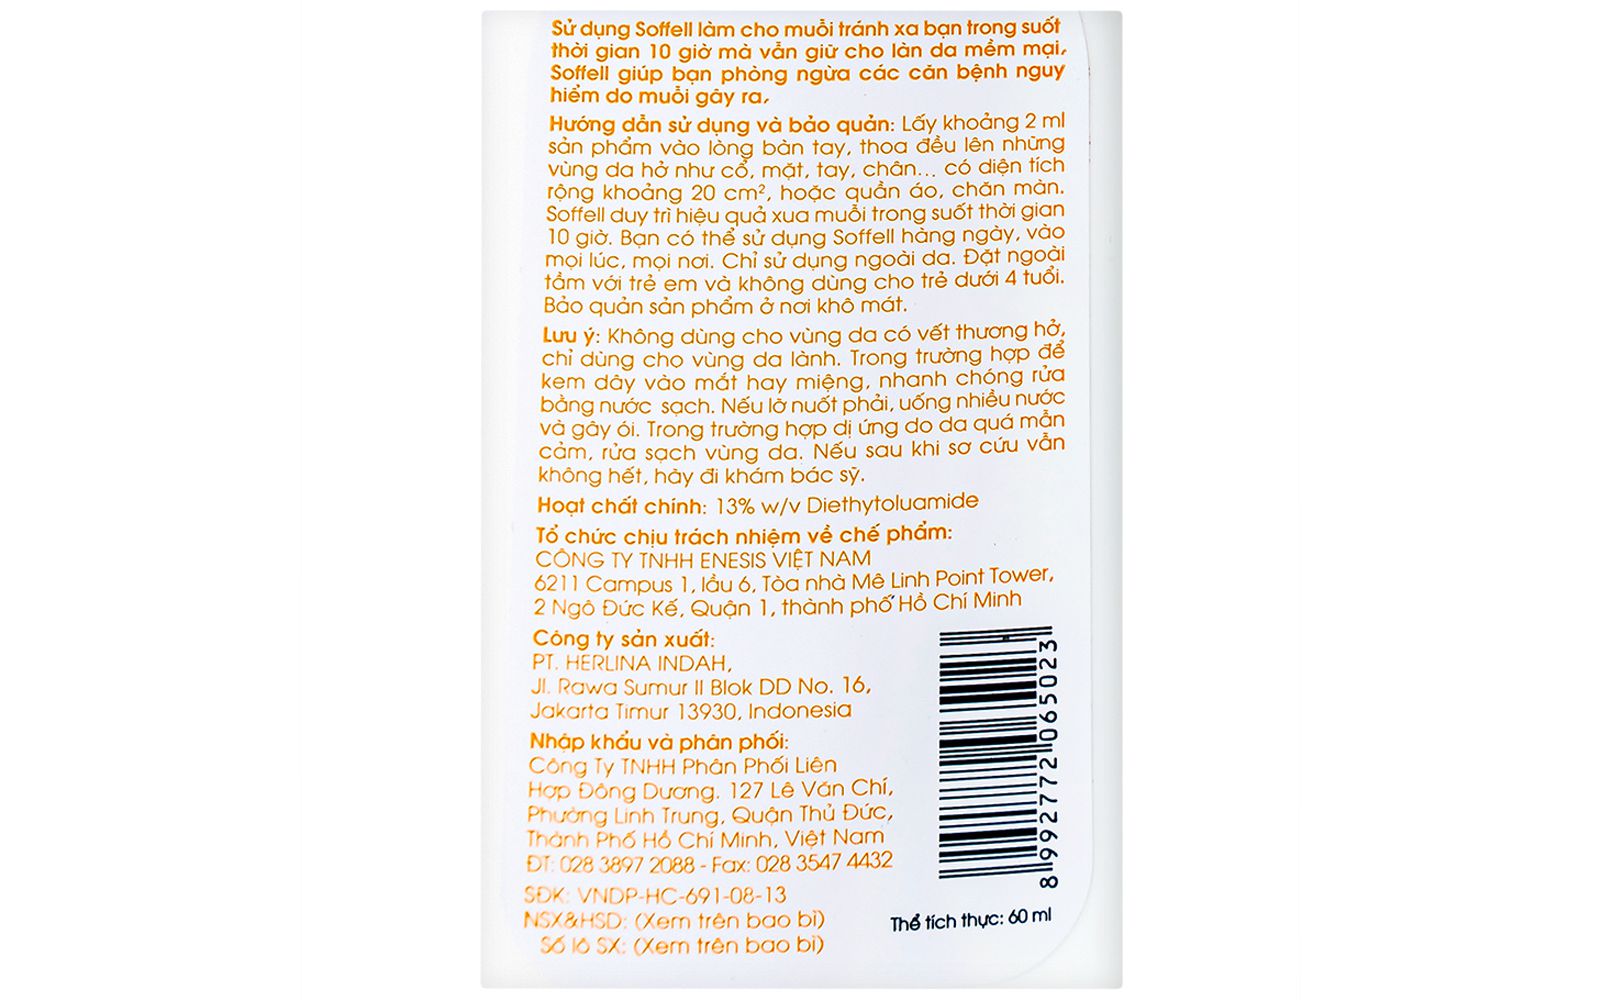 Sử dụng Soffell làm cho muỗi tránh xa bạn trong suốt
thời gian 10 giờ mà vẫn giữ cho làn da mềm mại,
Soffell giúp bạn phòng ngừa các căn bệnh nguy
hiểm do muỗi gây ra,
Hướng dẫn sử dụng và bảo quản: Lấy khoảng 2 ml
sản phẩm vào lòng bàn tay, thoa đều lên những
vùng da hở như cổ, mặt, tay, chân... có diện tích
rộng khoảng 20 cm², hoặc quần áo, chăn màn.
Soffell duy trì hiệu quả xua muỗi trong suốt thời gian
10 giờ. Bạn có thể sử dụng Soffell hàng ngày, vào
mọi lúc, mọi nơi. Chỉ sử dụng ngoài da. Đặt ngoài
tầm với trẻ em và không dùng cho trẻ dưới 4 tuổi.
Bảo quản sản phẩm ở nơi khô mát.
Lưu ý: Không dùng cho vùng da có vết thương hở,
chỉ dùng cho vùng da lành. Trong trường hợp để
kem dây vào mắt hay miệng, nhanh chóng rửa
bằng nước sạch. Nếu lỡ nuốt phải, uống nhiều nước
và gây ói. Trong trường hợp dị ứng do da quá mẫn
cảm, rửa sạch vùng da. Nếu sau khi sơ cứu vẫn
không hết, hãy đi khám bác sỹ.
Hoạt chất chính: 13% w/v Diethytoluamide
Tổ chức chịu trách nhiệm về chế phẩm:
CÔNG TY TNHH ENESIS VIỆT NAM
6211 Campus 1, lầu 6, Tòa nhà Mê Linh Point Tower,
2 Ngô Đức Kế, Quận 1, thành phố Hồ Chí Minh
Công ty sản xuất:
PT. HERLINA INDAH,
Jl. Rawa Sumur II Blok DD No. 16,
Jakarta Timur 13930, Indonesia
Nhập khẩu và phân phối:
Công Ty TNHH Phân Phối Liên
Hợp Đông Dương. 127 Lê Văn Chí,
Phường Linh Trung, Quận Thủ Đức,
Thành Phố Hồ Chí Minh, Việt Nam
ĐT: 028 3897 2088 - Fax: 028 3547 4432
SĐK: VNDP-HC-691-08-13
NSX&HSD: (Xem trên bao bì)
Số lô SX: (Xem trên bao bì)
8992772065023
Thể tích thực: 60 ml